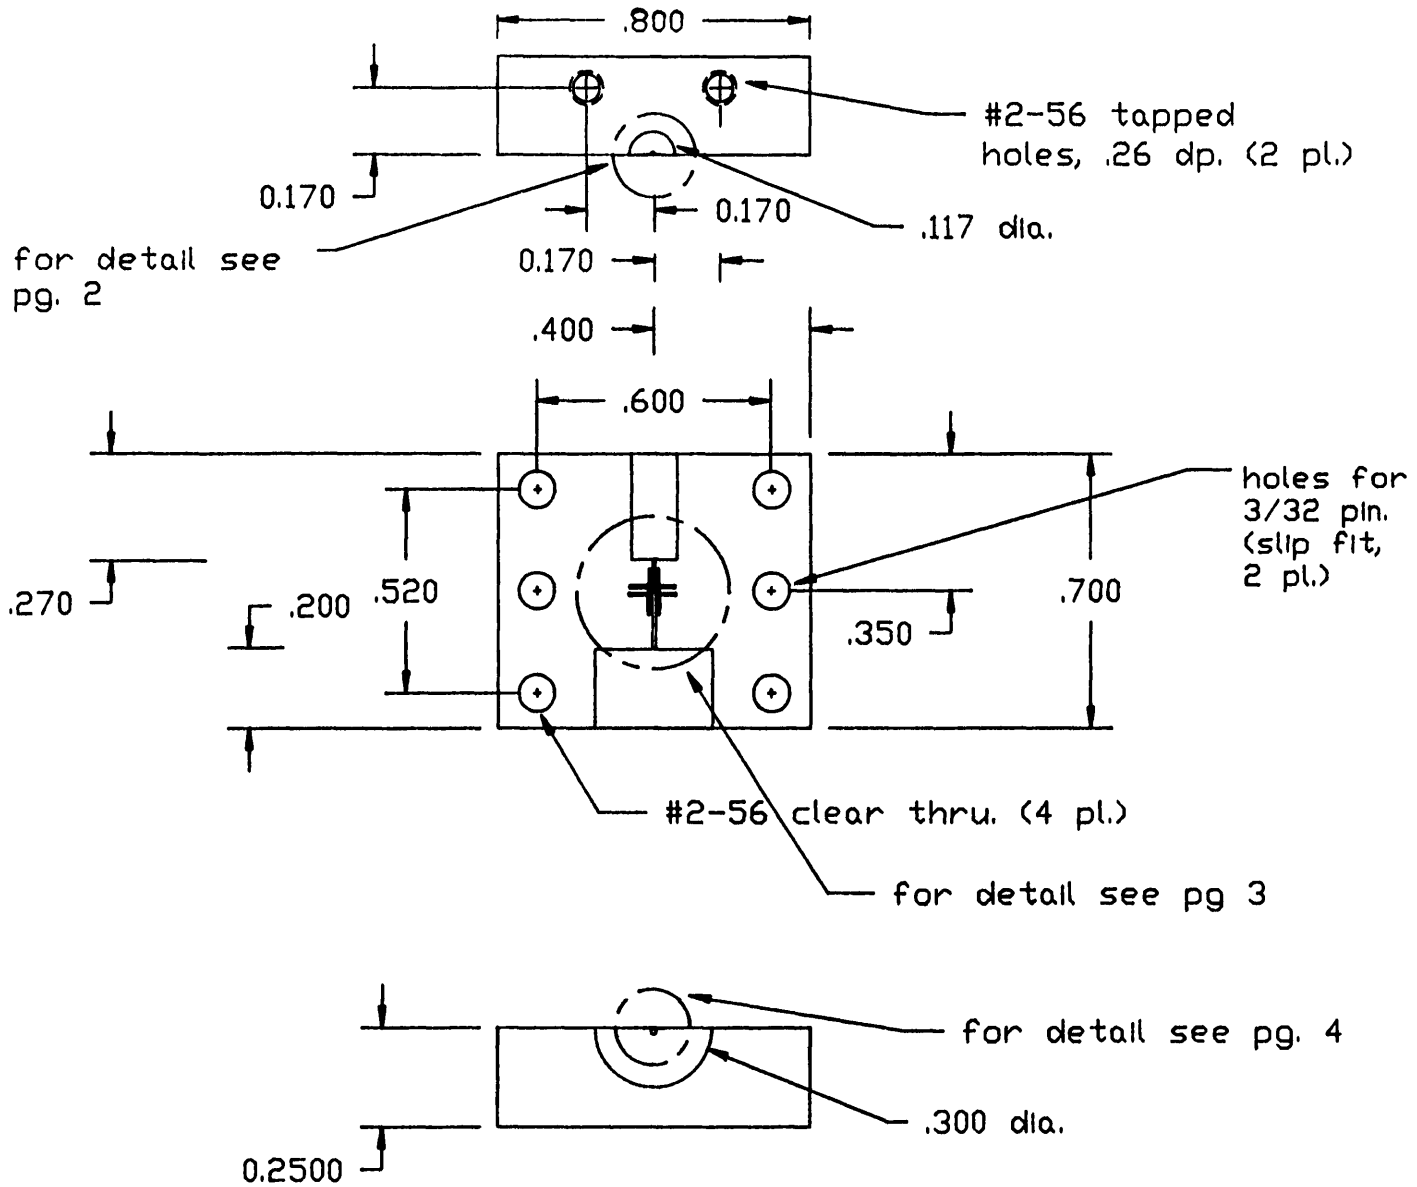 .800
#2-56 tapped
holes, .26 dp. (2 pl.)
0.170
0.170
.117 dia.
for detail see
pg. 2
0.170
.400
.600
holes for
3/32 pin.
(slip fit,
2 pl.)
.270
.200
.520
.700
.350
#2-56 clear thru. (4 pl.)
for detail see pg 3
for detail see pg. 4
.300 dia.
0.2500